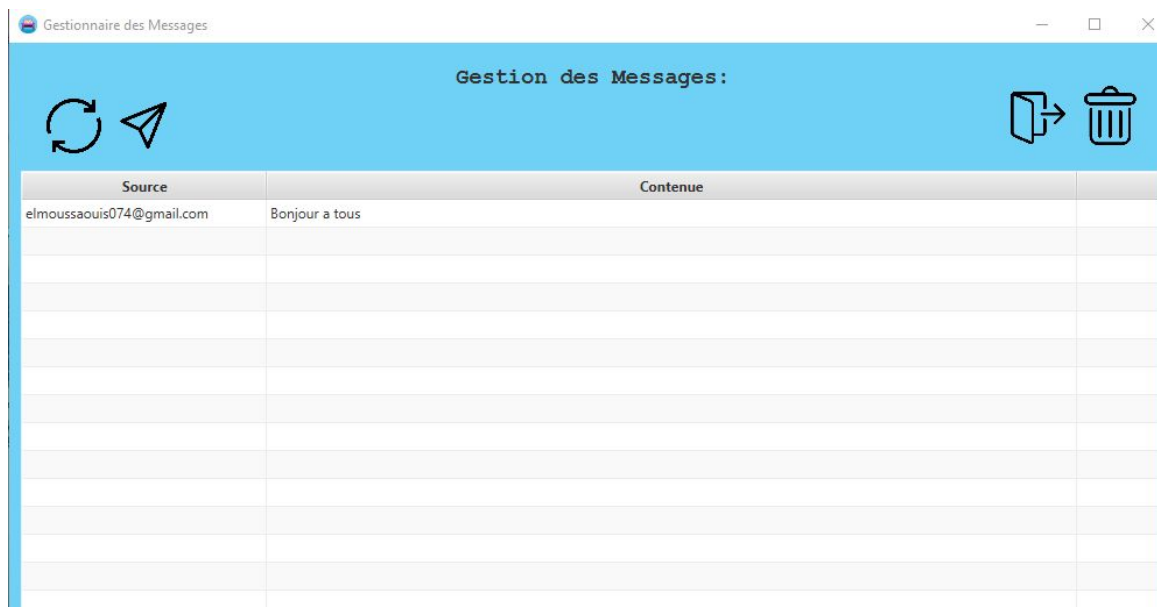 Gestionnaire des Messages
Gestion des Messages:
Source Contenue
elmoussaouis074@gmail.com Bonjour a tous